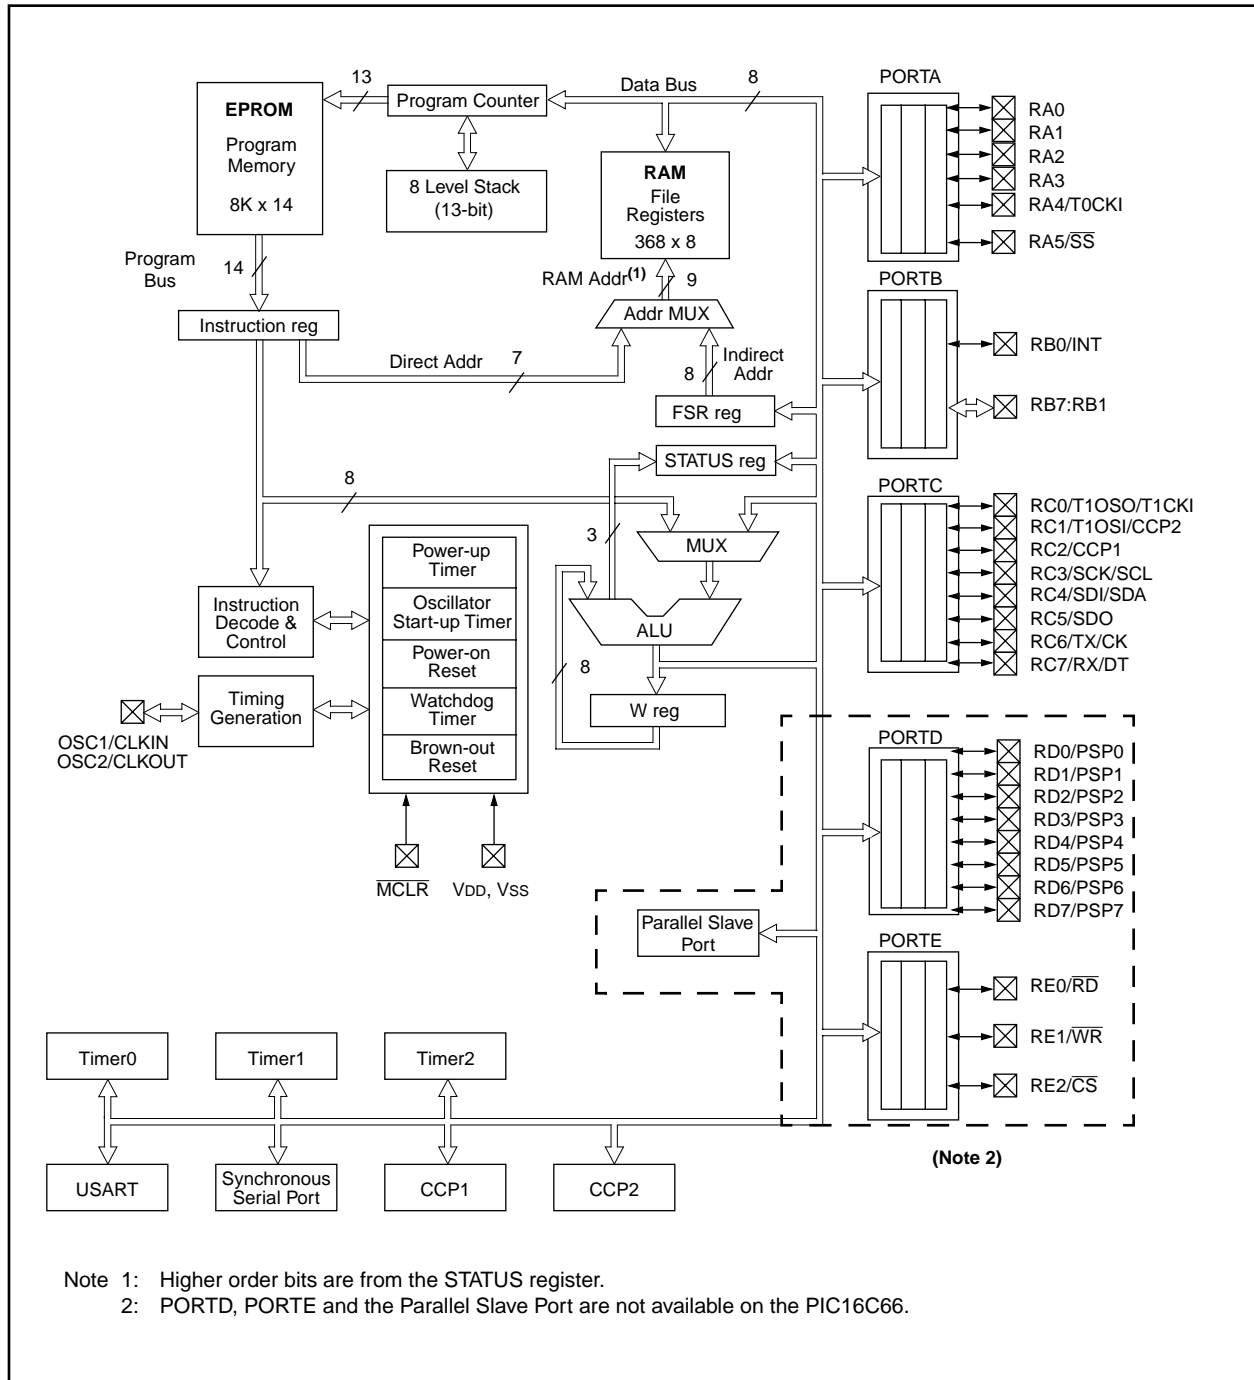 EPROM
Program
Memory
8K x 14
13
Program Counter
8 Level Stack
(13-bit)
Data Bus
8
RAM
File
Registers
368 x 8
RAM Addr(1)
9
Addr MUX
Program
Bus
14
Instruction reg
Direct Addr
7
8
Indirect
Addr
FSR reg
STATUS reg
8
3
MUX
ALU
8
W reg
Instruction
Decode &
Control
Timing
Generation
OSC1/CLKIN
OSC2/CLKOUT
Power-up
Timer
Oscillator
Start-up Timer
Power-on
Reset
Watchdog
Timer
Brown-out
Reset
MCLR
VDD, VSS
PORTA
RA0
RA1
RA2
RA3
RA4/T0CKI
RA5/SS
PORTB
RB0/INT
RB7:RB1
PORTC
RC0/T1OSO/T1CKI
RC1/T1OSI/CCP2
RC2/CCP1
RC3/SCK/SCL
RC4/SDI/SDA
RC5/SDO
RC6/TX/CK
RC7/RX/DT
PORTD
RD0/PSP0
RD1/PSP1
RD2/PSP2
RD3/PSP3
RD4/PSP4
RD5/PSP5
RD6/PSP6
RD7/PSP7
Parallel Slave
Port
PORTE
RE0/RD
RE1/WR
RE2/CS
(Note 2)
Timer0
Timer1
Timer2
USART
Synchronous
Serial Port
CCP1
CCP2
Note 1: Higher order bits are from the STATUS register.
2: PORTD, PORTE and the Parallel Slave Port are not available on the PIC16C66.